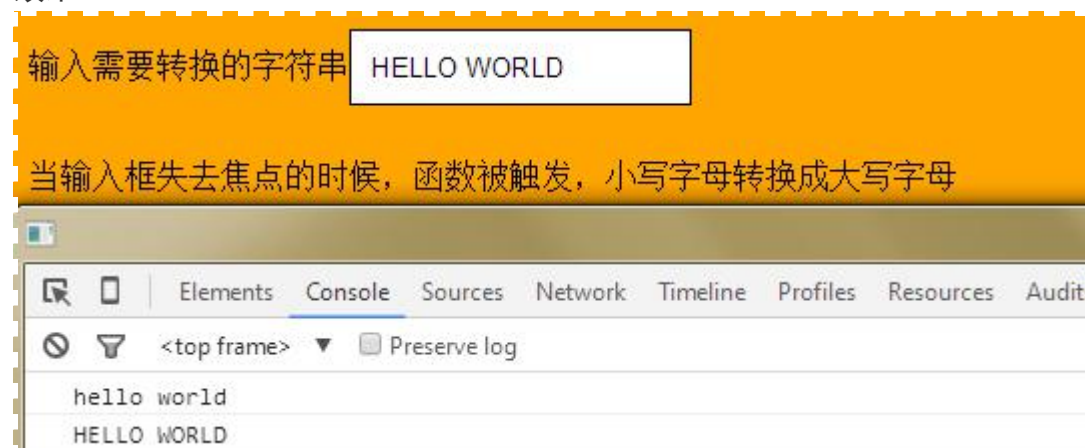 输入需要转换的字符串 HELLO WORLD
当输入框失去焦点的时候，函数被触发，小写字母转换成大写字母
Elements Console Sources Network Timeline Profiles Resources Audit
<top frame> ▼ Preserve log
hello world
HELLO WORLD